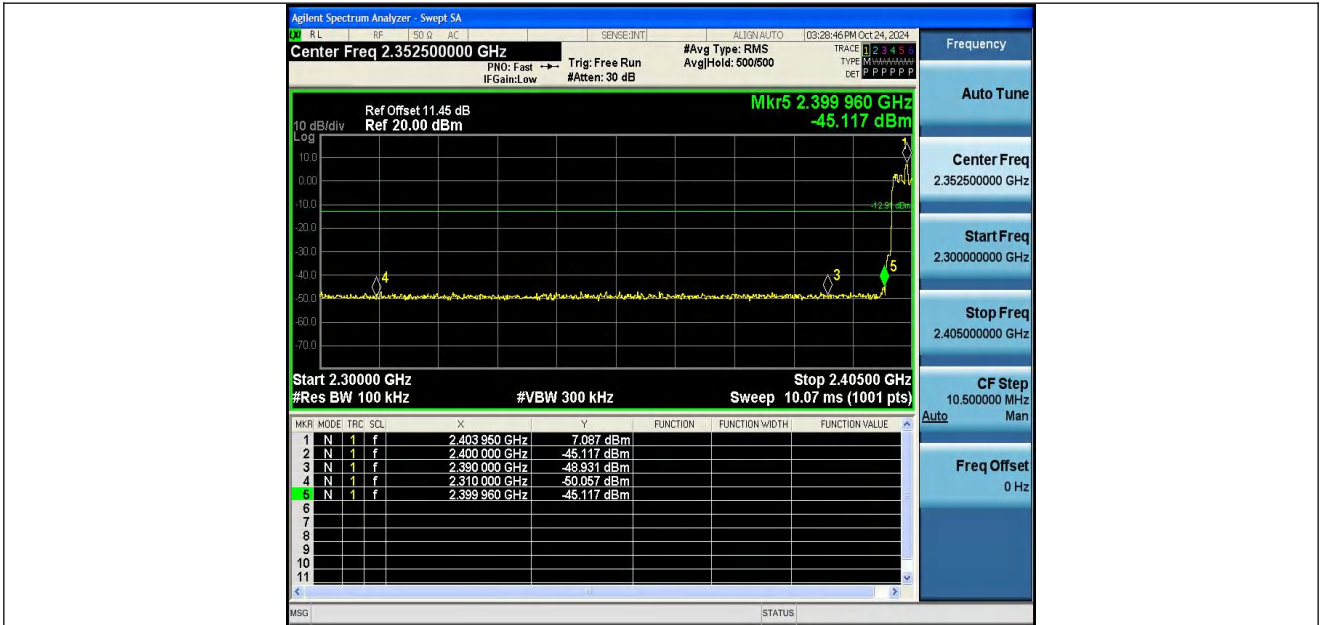 Agilent Spectrum Analyzer - Swept SA
LXI RL RF 50 Ω AC SENSE:INT ALIGNAUTO 03:28:46 PM Oct 24, 2024
Center Freq 2.352500000 GHz
PNO: Fast
IFGain:Low
Trig: Free Run
#Atten: 30 dB
#Avg Type: RMS
Avg|Hold: 500/500
TRACE 1 2 3 4 5 6
TYPE M
DET P P P P P P
Ref Offset 11.45 dB
10 dB/div Ref 20.00 dBm
Log
Mkr5 2.399 960 GHz
-45.117 dBm
1
10.0
0.00
-10.0
-12.91 dBm
-20.0
-30.0
-40.0
4
3
5
-50.0
-60.0
-70.0
Start 2.30000 GHz Stop 2.40500 GHz
#Res BW 100 kHz #VBW 300 kHz Sweep 10.07 ms (1001 pts)
MKR MODE TRC SCL X Y FUNCTION FUNCTION WIDTH FUNCTION VALUE
1 N 1 f 2.403 950 GHz 7.087 dBm
2 N 1 f 2.400 000 GHz -45.117 dBm
3 N 1 f 2.390 000 GHz -48.931 dBm
4 N 1 f 2.310 000 GHz -50.057 dBm
5 N 1 f 2.399 960 GHz -45.117 dBm
6
7
8
9
10
11
MSG STATUS
Frequency
Auto Tune
Center Freq
2.352500000 GHz
Start Freq
2.300000000 GHz
Stop Freq
2.405000000 GHz
CF Step
10.500000 MHz
Auto Man
Freq Offset
0 Hz